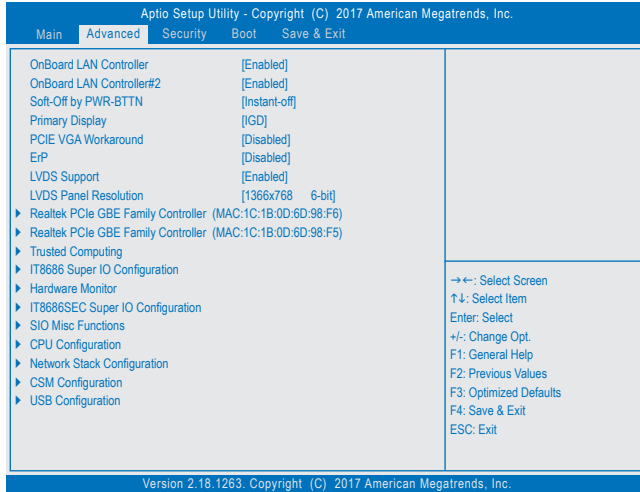 Aptio Setup Utility - Copyright (C) 2017 American Megatrends, Inc.
Main Advanced Security Boot Save & Exit
OnBoard LAN Controller [Enabled]
OnBoard LAN Controller#2 [Enabled]
Soft-Off by PWR-BTTN [Instant-off]
Primary Display [IGD]
PCIE VGA Workaround [Disabled]
ErP [Disabled]
LVDS Support [Enabled]
LVDS Panel Resolution [1366x768 6-bit]
Realtek PCIe GBE Family Controller (MAC:1C:1B:0D:6D:98:F6)
Realtek PCIe GBE Family Controller (MAC:1C:1B:0D:6D:98:F5)
Trusted Computing
IT8686 Super IO Configuration
Hardware Monitor
IT8686SEC Super IO Configuration
SIO Misc Functions
CPU Configuration
Network Stack Configuration
CSM Configuration
USB Configuration
→←: Select Screen
↑↓: Select Item
Enter: Select
+/-: Change Opt.
F1: General Help
F2: Previous Values
F3: Optimized Defaults
F4: Save & Exit
ESC: Exit
Version 2.18.1263. Copyright (C) 2017 American Megatrends, Inc.